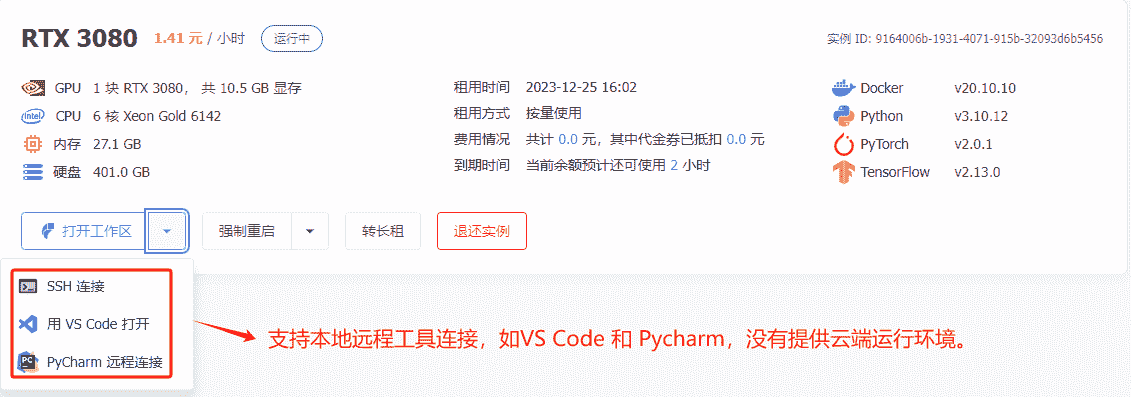 RTX 3080 1.41 元 / 小时 运行中 实例 ID: 9164006b-1931-4071-915b-32093d6b5456
GPU 1 块 RTX 3080， 共 10.5 GB 显存 租用时间 2023-12-25 16:02 Docker v20.10.10
intel CPU 6 核 Xeon Gold 6142 租用方式 按量使用 Python v3.10.12
内存 27.1 GB 费用情况 共计 0.0 元，其中代金券已抵扣 0.0 元 PyTorch v2.0.1
硬盘 401.0 GB 到期时间 当前余额预计还可使用 2 小时 TensorFlow v2.13.0
打开工作区 强制重启 转长租 退还实例
SSH 连接
用 VS Code 打开
支持本地远程工具连接，如VS Code 和 Pycharm，没有提供云端运行环境。
PC PyCharm 远程连接